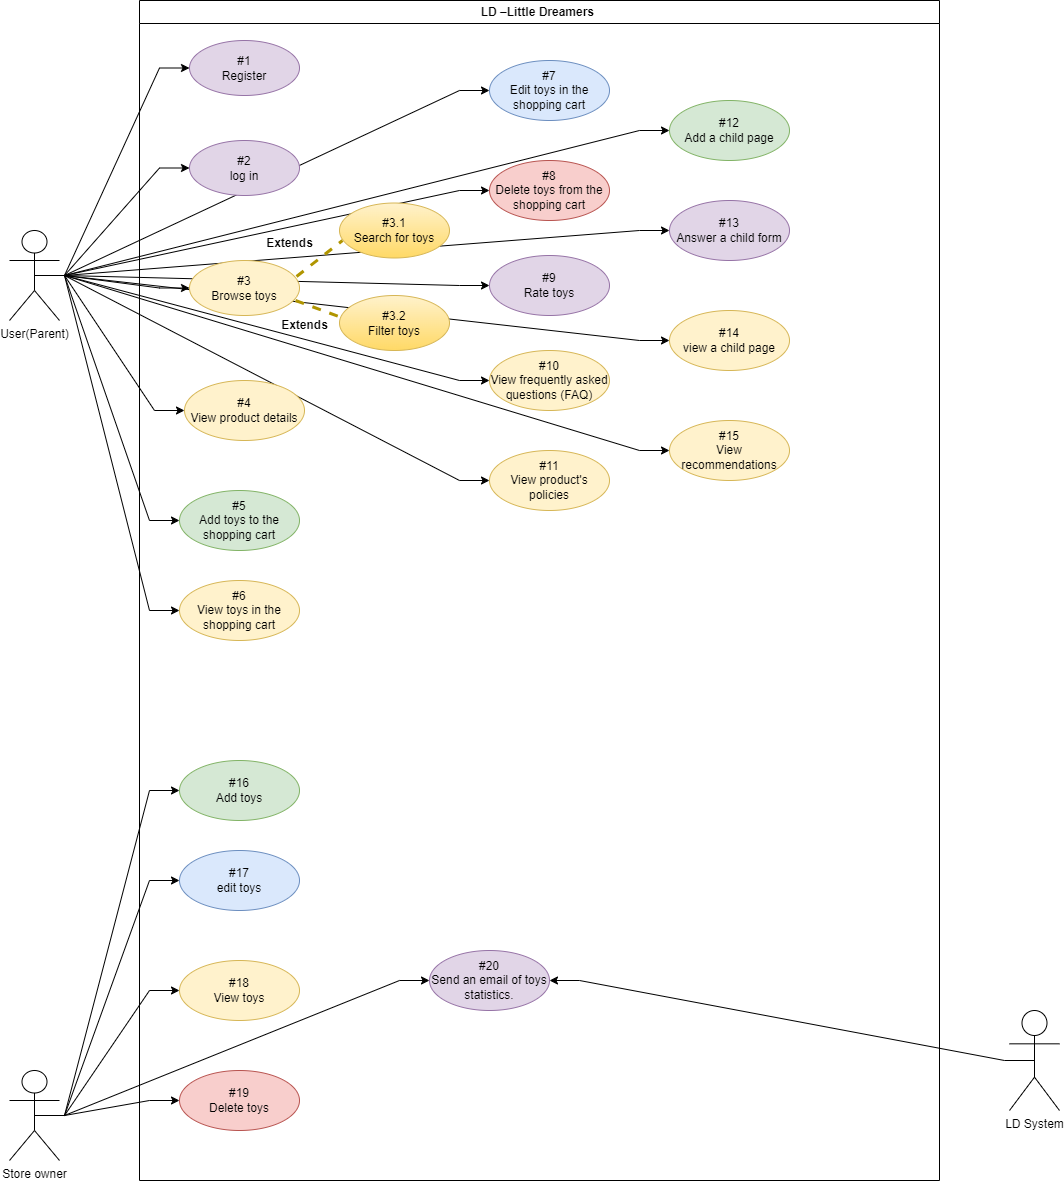 LD –Little Dreamers
#1
Register
#2
log in
#7
Edit toys in the
shopping cart
#12
Add a child page
#8
Delete toys from the
shopping cart
#3.1
Search for toys
#13
Answer a child form
Extends
#3
Browse toys
#9
Rate toys
Extends
#3.2
Filter toys
#14
view a child page
User(Parent)
#10
View frequently asked
questions (FAQ)
#4
View product details
#15
View
recommendations
#11
View product's
policies
#5
Add toys to the
shopping cart
#6
View toys in the
shopping cart
#16
Add toys
#17
edit toys
#18
View toys
#20
Send an email of toys
statistics.
#19
Delete toys
LD System
Store owner